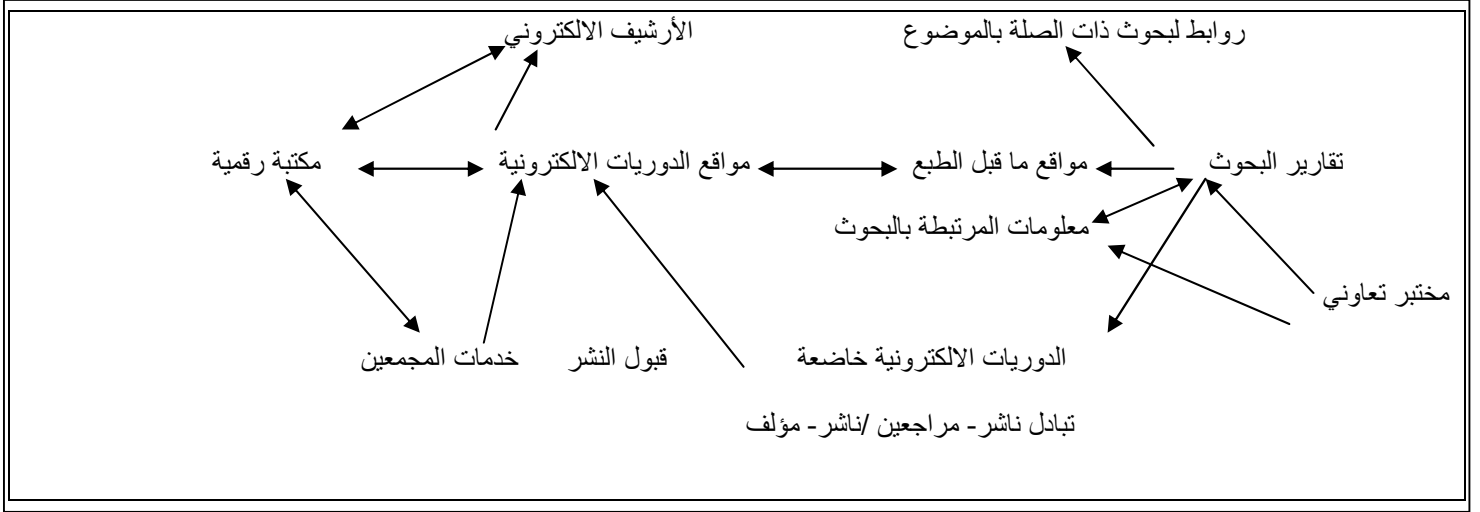 روابط لبحوث ذات الصلة بالموضوع الأرشيف الالكتروني
تقارير البحوث مواقع ما قبل الطبع مواقع الدوريات الالكترونية مكتبة رقمية
معلومات المرتبطة بالبحوث
مختبر تعاوني
الدوريات الالكترونية خاضعة قبول النشر خدمات المجمعين
تبادل ناشر- مراجعين /ناشر- مؤلف